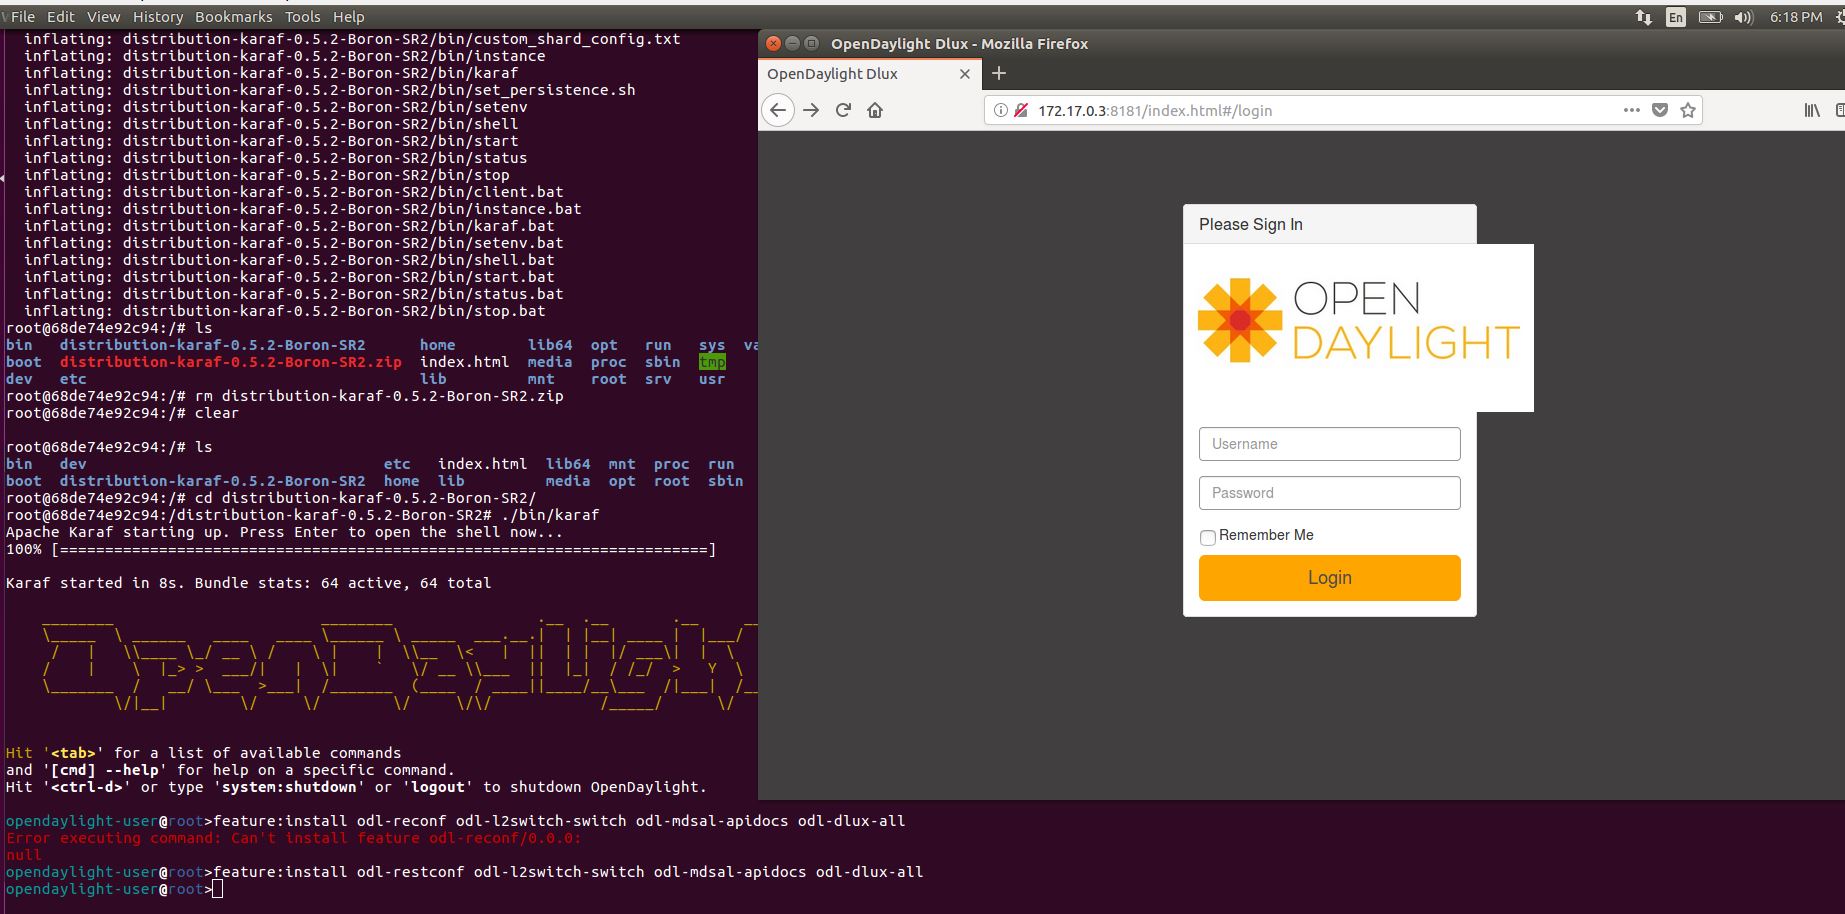 File Edit View History Bookmarks Tools Help
En
6:18 PM
inflating: distribution-karaf-0.5.2-Boron-SR2/bin/custom_shard_config.txt
inflating: distribution-karaf-0.5.2-Boron-SR2/bin/instance
inflating: distribution-karaf-0.5.2-Boron-SR2/bin/karaf
inflating: distribution-karaf-0.5.2-Boron-SR2/bin/set_persistence.sh
inflating: distribution-karaf-0.5.2-Boron-SR2/bin/setenv
inflating: distribution-karaf-0.5.2-Boron-SR2/bin/shell
inflating: distribution-karaf-0.5.2-Boron-SR2/bin/start
inflating: distribution-karaf-0.5.2-Boron-SR2/bin/status
inflating: distribution-karaf-0.5.2-Boron-SR2/bin/stop
inflating: distribution-karaf-0.5.2-Boron-SR2/bin/client.bat
inflating: distribution-karaf-0.5.2-Boron-SR2/bin/instance.bat
inflating: distribution-karaf-0.5.2-Boron-SR2/bin/karaf.bat
inflating: distribution-karaf-0.5.2-Boron-SR2/bin/setenv.bat
inflating: distribution-karaf-0.5.2-Boron-SR2/bin/shell.bat
inflating: distribution-karaf-0.5.2-Boron-SR2/bin/start.bat
inflating: distribution-karaf-0.5.2-Boron-SR2/bin/status.bat
inflating: distribution-karaf-0.5.2-Boron-SR2/bin/stop.bat
root@68de74e92c94:/# ls
bin distribution-karaf-0.5.2-Boron-SR2 home lib64 opt run sys
boot distribution-karaf-0.5.2-Boron-SR2.zip index.html media proc sbin tmp
dev etc lib mnt root srv usr
root@68de74e92c94:/# rm distribution-karaf-0.5.2-Boron-SR2.zip
root@68de74e92c94:/# clear
root@68de74e92c94:/# ls
bin dev etc index.html lib64 mnt proc run
boot distribution-karaf-0.5.2-Boron-SR2 home lib media opt root sbin
root@68de74e92c94:/# cd distribution-karaf-0.5.2-Boron-SR2/
root@68de74e92c94:/distribution-karaf-0.5.2-Boron-SR2# ./bin/karaf
Apache Karaf starting up. Press Enter to open the shell now...
100% [========================================================================]
Karaf started in 8s. Bundle stats: 64 active, 64 total
Hit '<tab>' for a list of available commands
and '[cmd] --help' for help on a specific command.
Hit '<ctrl-d>' or type 'system:shutdown' or 'logout' to shutdown OpenDaylight.
opendaylight-user@root>feature:install odl-reconf odl-l2switch-switch odl-mdsal-apidocs odl-dlux-all
Error executing command: Can't install feature odl-reconf/0.0.0:
null
opendaylight-user@root>feature:install odl-restconf odl-l2switch-switch odl-mdsal-apidocs odl-dlux-all
opendaylight-user@root>
OpenDaylight Dlux - Mozilla Firefox
OpenDaylight Dlux
172.17.0.3:8181/index.html#/login
Please Sign In
OPEN
DAYLIGHT
Username
Password
Remember Me
Login